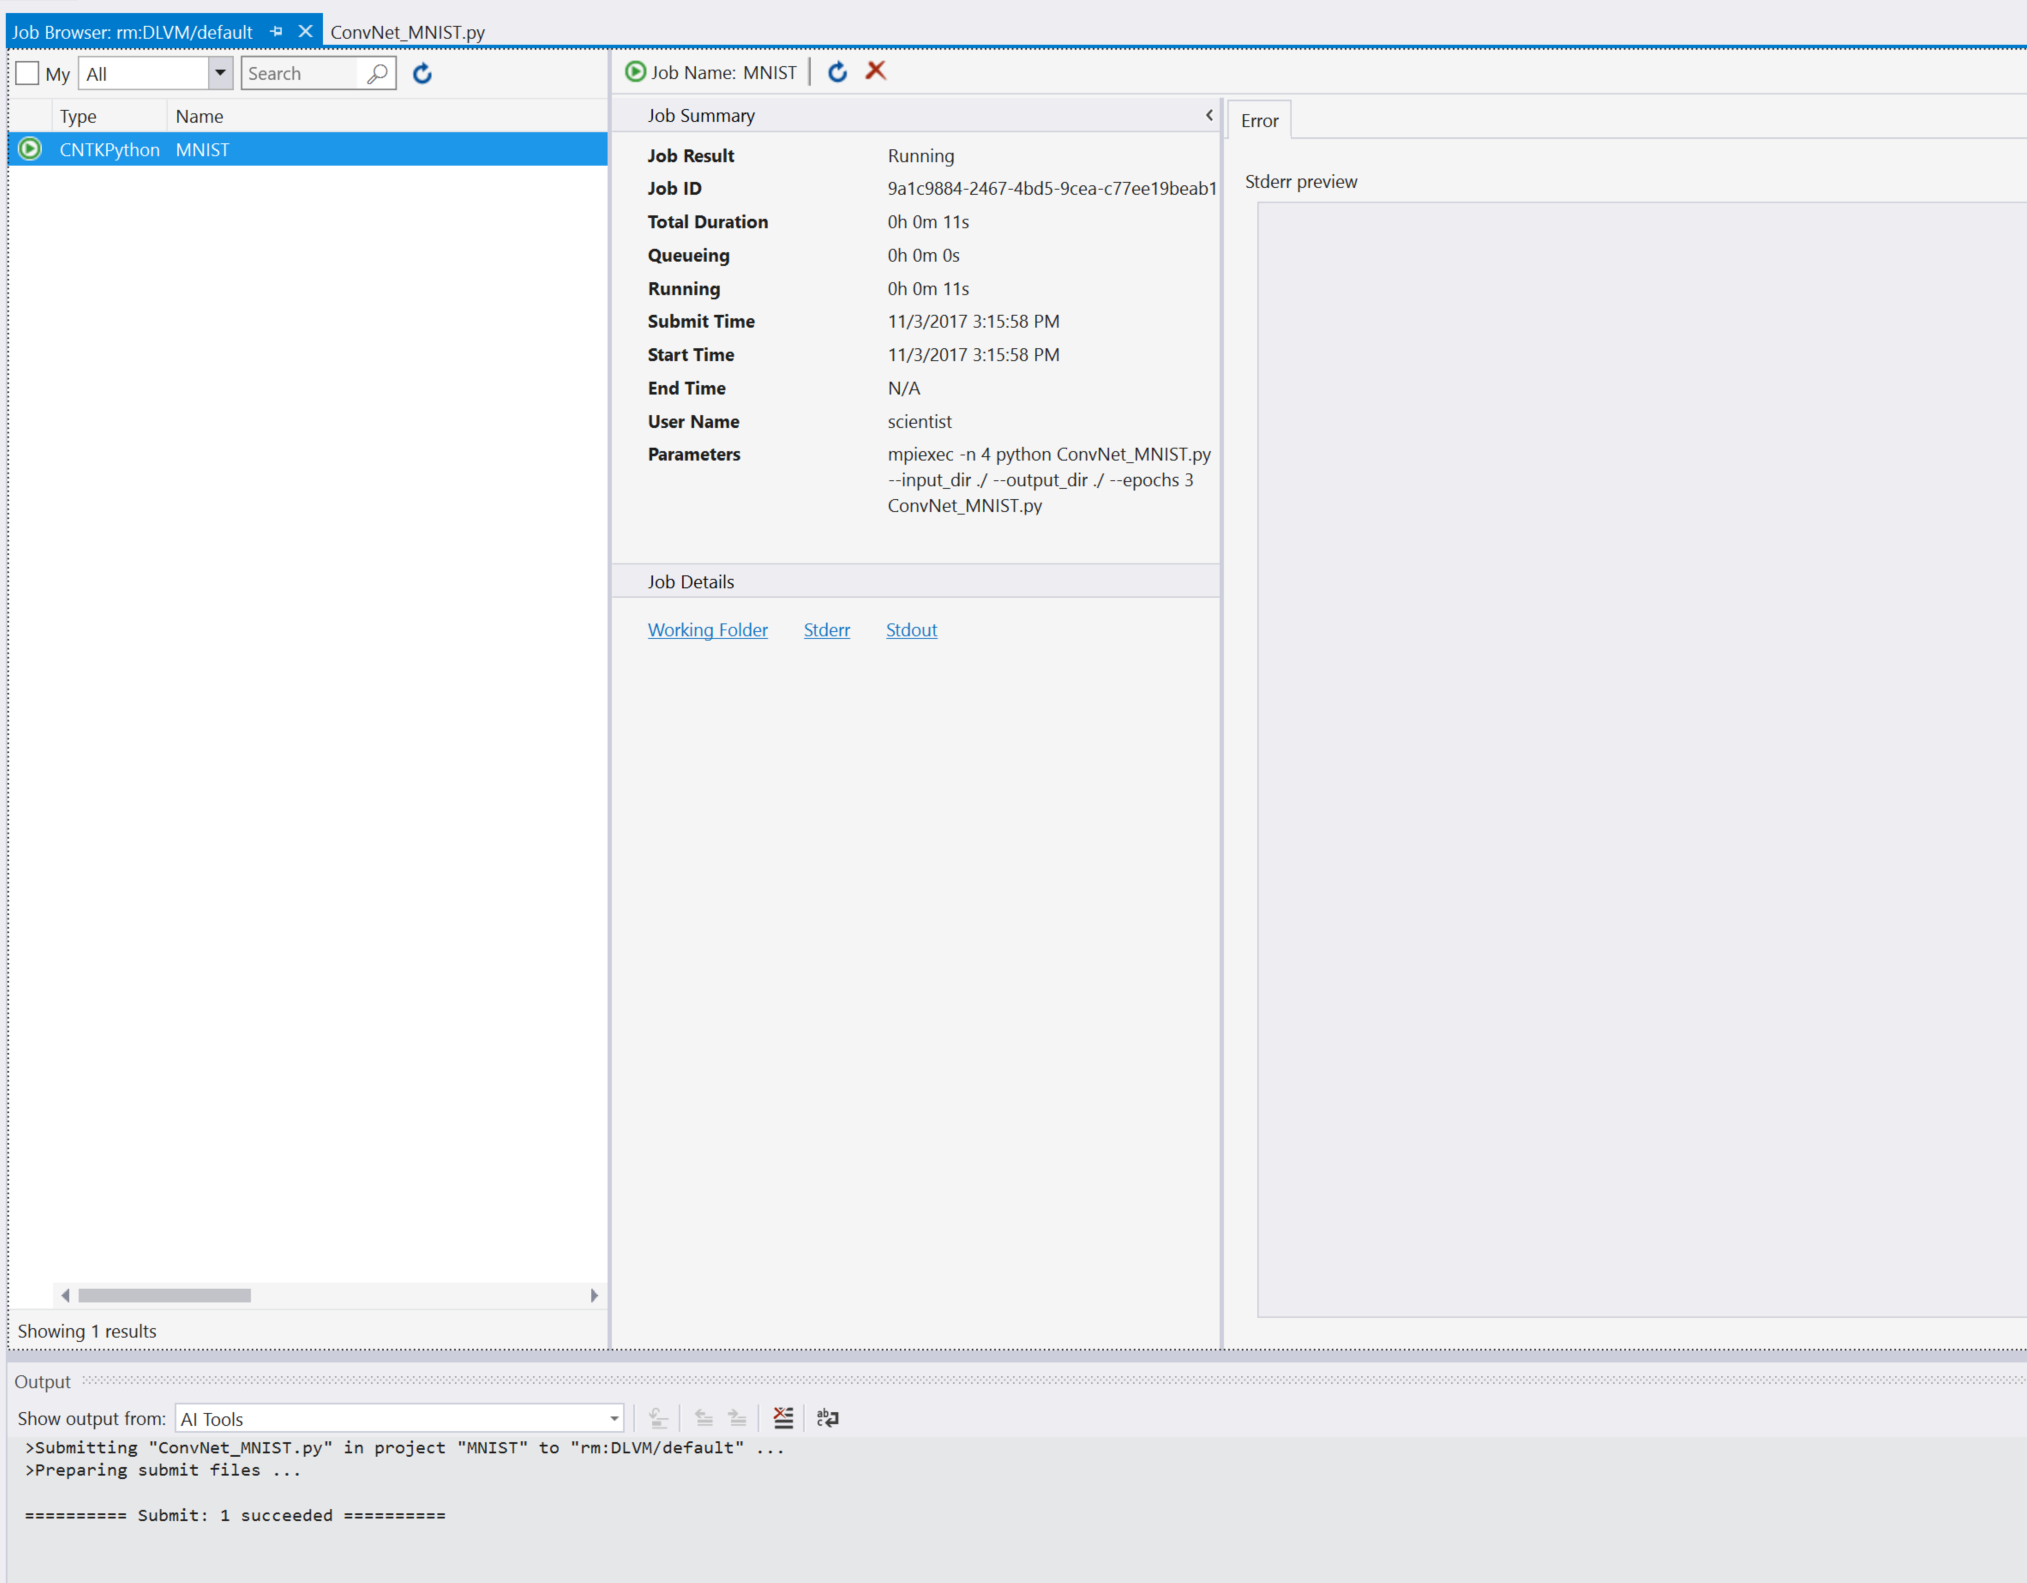 Job Browser: rm:DLVM/default
ConvNet_MNIST.py
My
All
Search
Type
Name
CNTKPython
MNIST
Showing 1 results
Job Name: MNIST
Job Summary
Job Result
Running
Job ID
9a1c9884-2467-4bd5-9cea-c77ee19beab1
Total Duration
0h 0m 11s
Queueing
0h 0m 0s
Running
0h 0m 11s
Submit Time
11/3/2017 3:15:58 PM
Start Time
11/3/2017 3:15:58 PM
End Time
N/A
User Name
scientist
Parameters
mpiexec -n 4 python ConvNet_MNIST.py
--input_dir ./ --output_dir ./ --epochs 3
ConvNet_MNIST.py
Job Details
Working Folder
Stderr
Stdout
Error
Stderr preview
Output
Show output from:
AI Tools
>Submitting "ConvNet_MNIST.py" in project "MNIST" to "rm:DLVM/default" ...
>Preparing submit files ...
========== Submit: 1 succeeded ==========